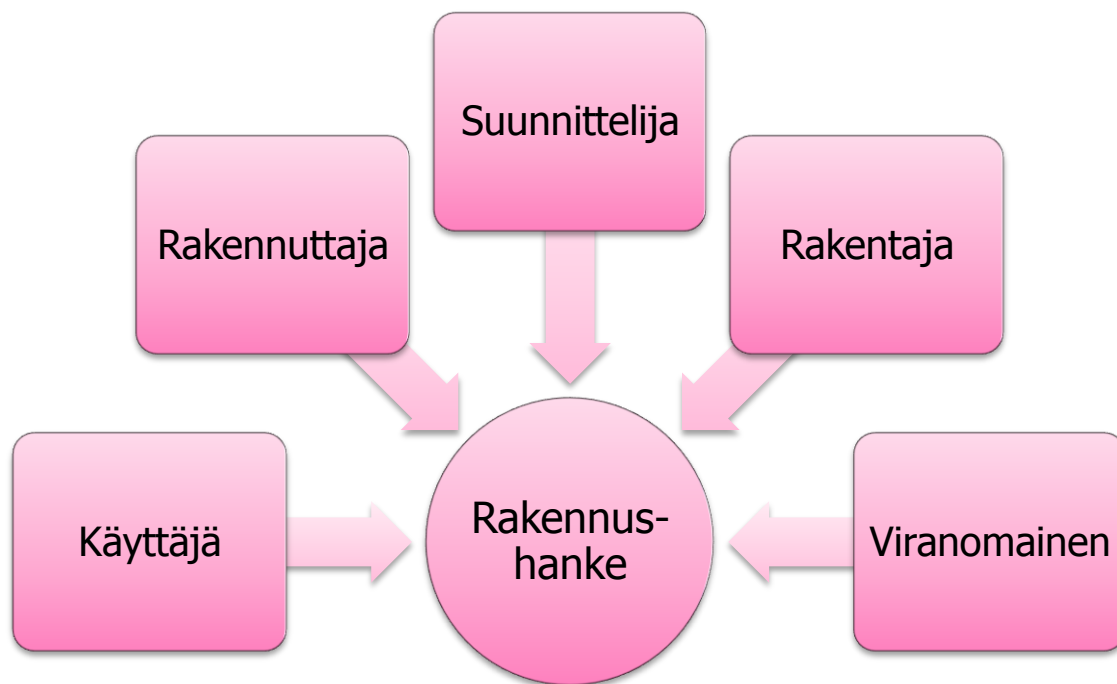 Suunnittelija
Rakennuttaja
Rakentaja
Käyttäjä
Rakennus-
hanke
Viranomainen